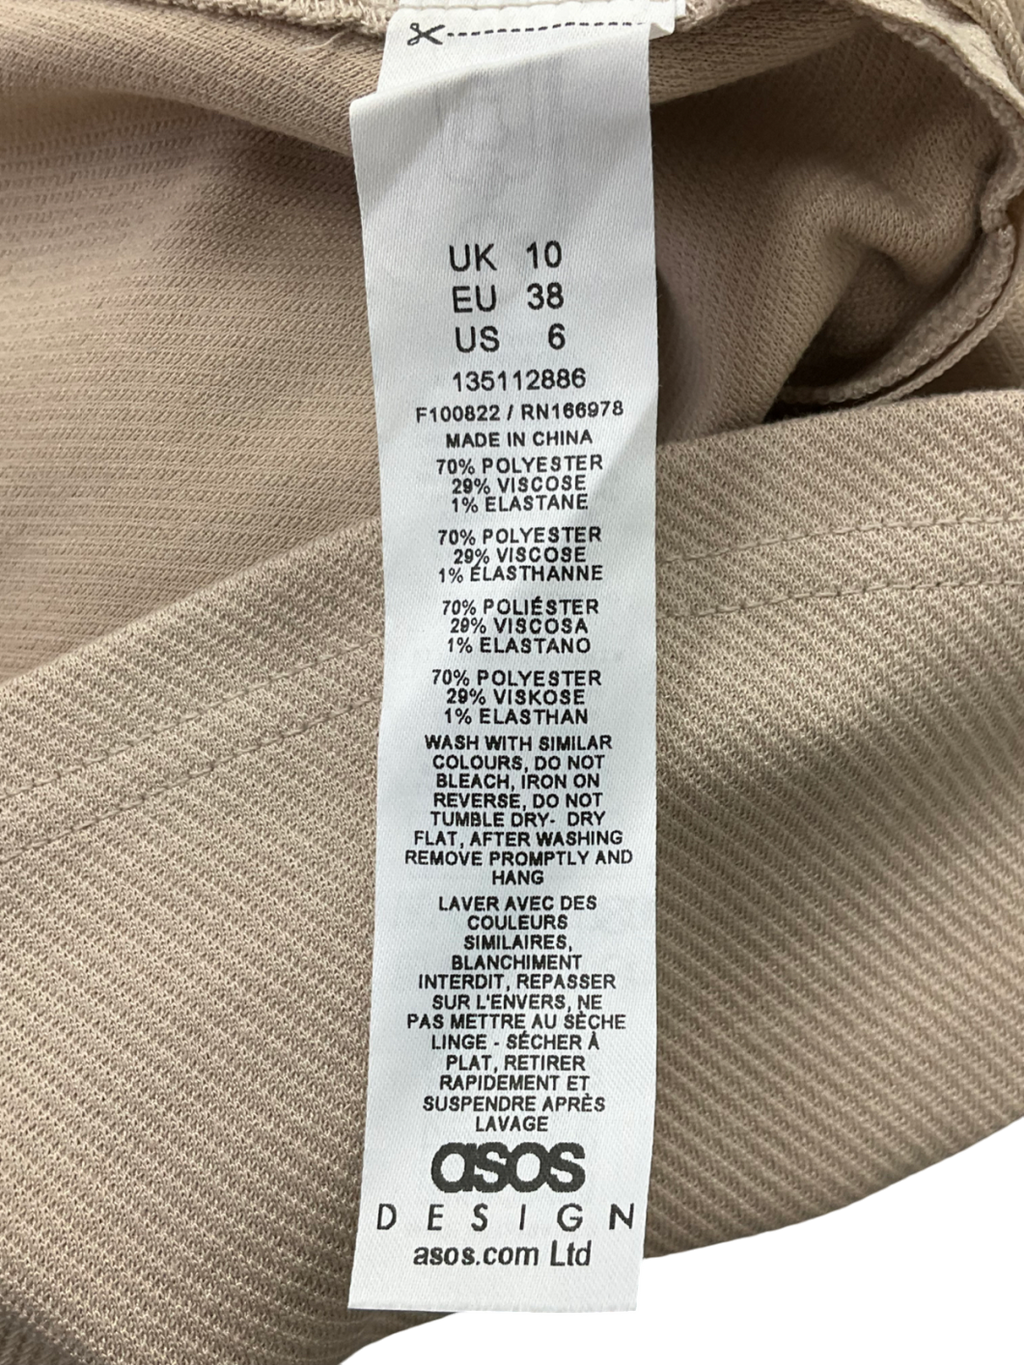 UK 10
EU 38
US 6
135112886
F100822 / RN166978
MADE IN CHINA
70% POLYESTER
29% VISCOSE
1% ELASTANE
70% POLYESTER
29% VISCOSE
1% ÉLASTHANNE
70% POLIÉSTER
29% VISCOSA
1% ELASTANO
70% POLYESTER
29% VISKOSE
1% ELASTHAN
WASH WITH SIMILAR
COLOURS, DO NOT
BLEACH, IRON ON
REVERSE, DO NOT
TUMBLE DRY- DRY
FLAT, AFTER WASHING
REMOVE PROMPTLY AND
HANG
LAVER AVEC DES
COULEURS
SIMILAIRES,
BLANCHIMENT
INTERDIT, REPASSER
SUR L'ENVERS, NE
PAS METTRE AU SÈCHE
LINGE - SÉCHER À
PLAT, RETIRER
RAPIDEMENT ET
SUSPENDRE APRÈS
LAVAGE
asos
DESIGN
asos.com Ltd